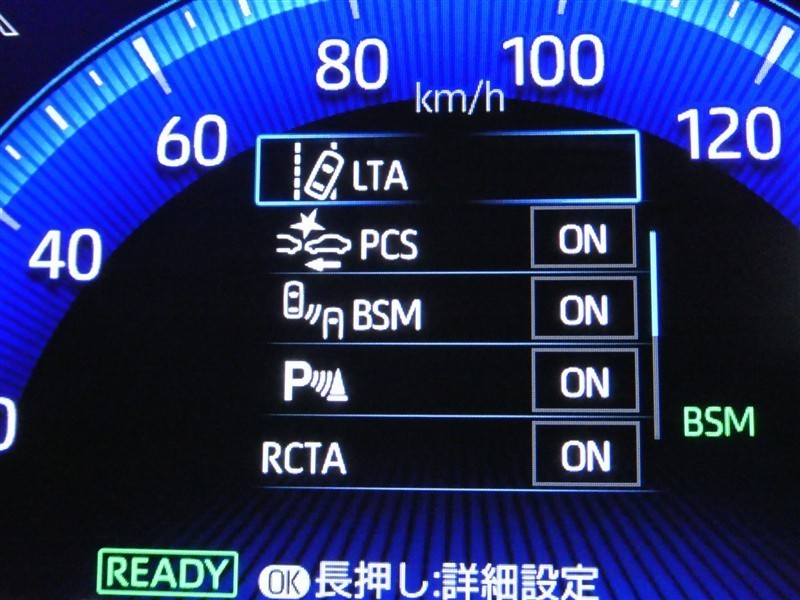 80
100
km/h
60
120
LTA
40
PCS ON
BSM ON
P ON
BSM
RCTA ON
READY
OK 長押し:詳細設定